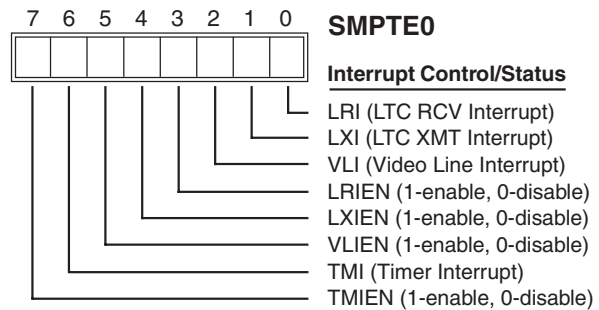 7 6 5 4 3 2 1 0
SMPTE0
Interrupt Control/Status
LRI (LTC RCV Interrupt)
LXI (LTC XMT Interrupt)
VLI (Video Line Interrupt)
LRIEN (1-enable, 0-disable)
LXIEN (1-enable, 0-disable)
VLIEN (1-enable, 0-disable)
TMI (Timer Interrupt)
TMIEN (1-enable, 0-disable)